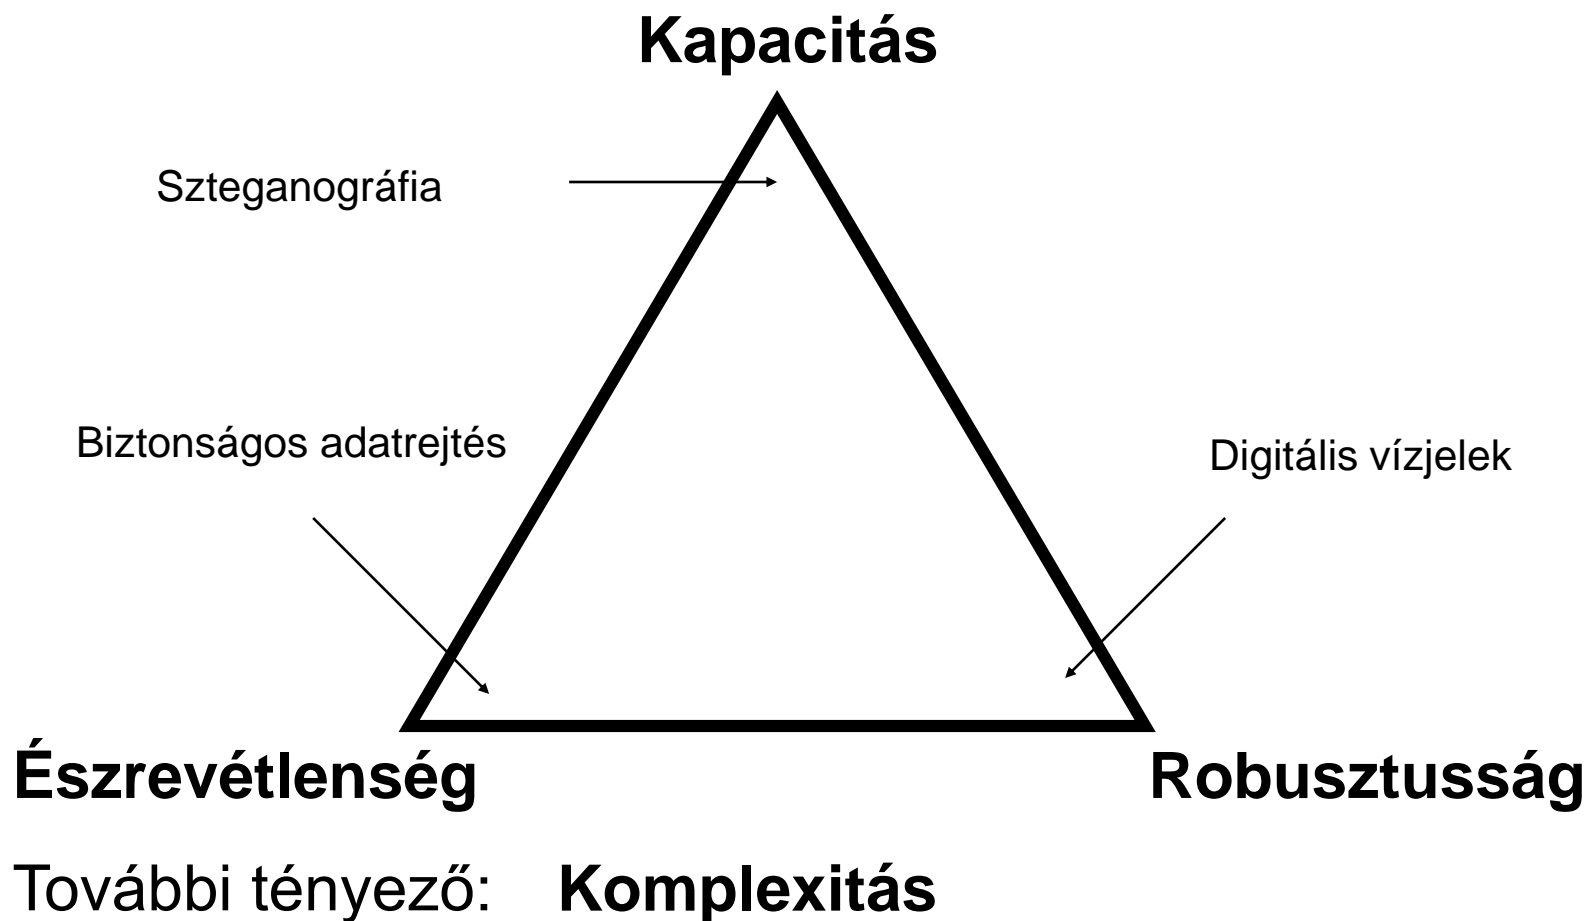 Kapacitás
Szteganográfia
Biztonságos adatrejtés
Digitális vízjelek
Észrevétlenség
Robusztusság
További tényező: Komplexitás